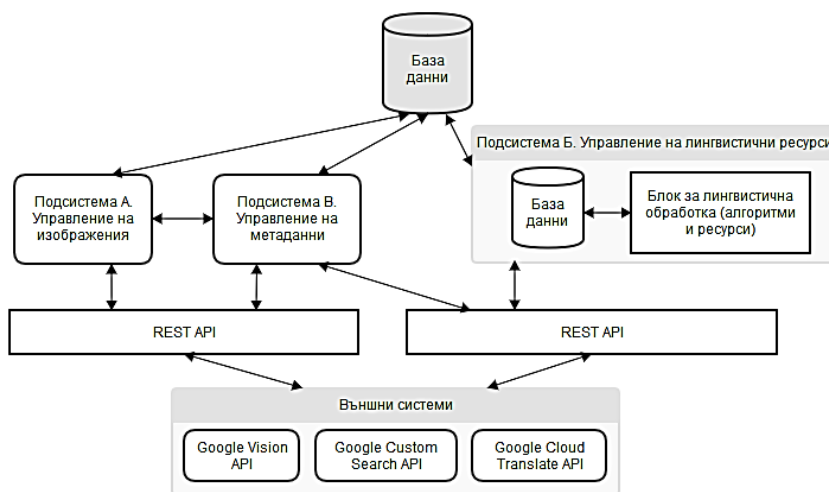 База
данни
Подсистема Б. Управление на лингвистични ресурси
Подсистема А.
Управление на
изображения
Подсистема В.
Управление на
метаданни
База
данни
Блок за лингвистична
обработка (алгоритми
и ресурси)
REST API
REST API
Външни системи
Google Vision
API
Google Custom
Search API
Google Cloud
Translate API